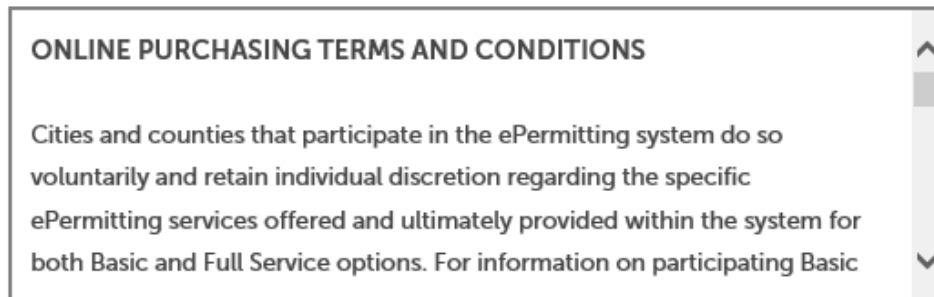 ONLINE PURCHASING TERMS AND CONDITIONS
Cities and counties that participate in the ePermitting system do so
voluntarily and retain individual discretion regarding the specific
ePermitting services offered and ultimately provided within the system for
both Basic and Full Service options. For information on participating Basic